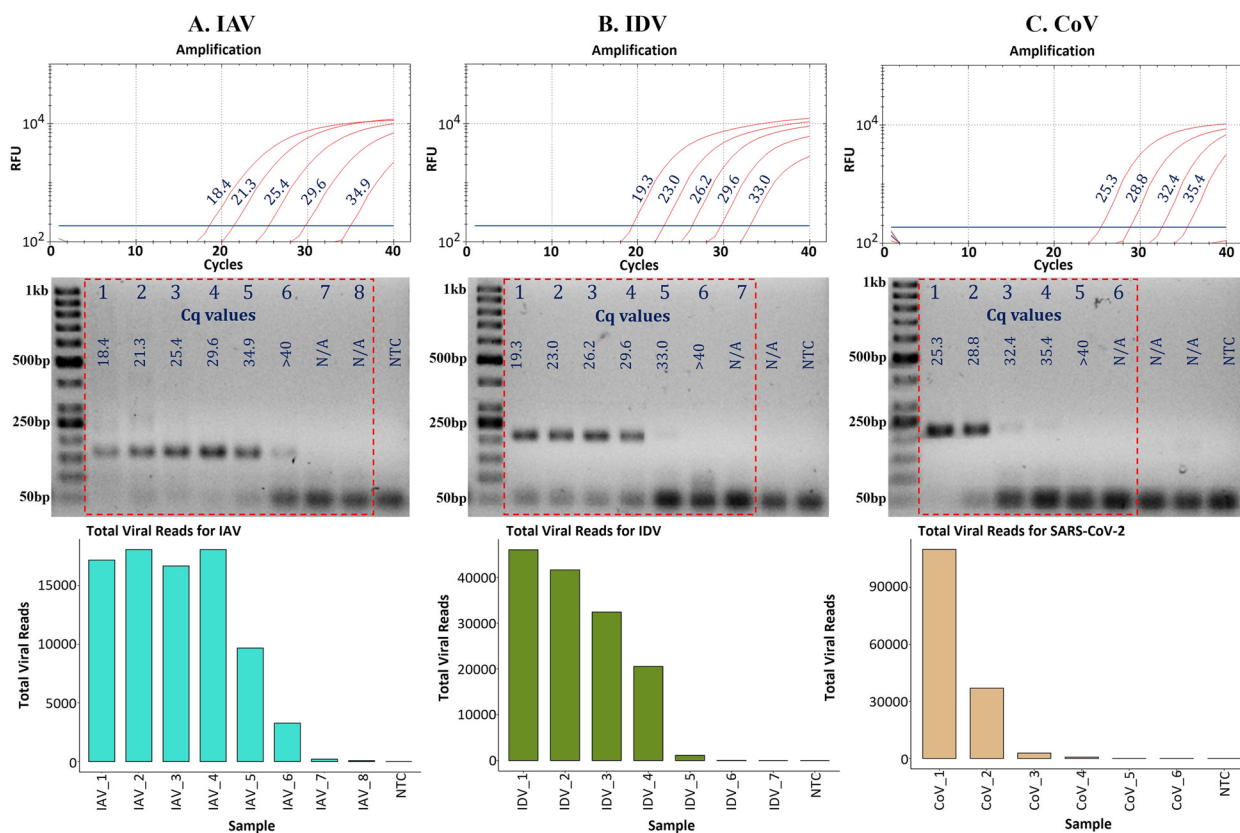 A. IAV
Amplification
RFU
10^4
10^2
18.4
21.3
25.4
29.6
34.9
0 10 20 30 40
Cycles
B. IDV
Amplification
RFU
10^4
10^2
19.3
23.0
26.2
29.6
33.0
0 10 20 30 40
Cycles
C. CoV
Amplification
RFU
10^4
10^2
25.3
28.8
32.4
35.4
0 10 20 30 40
Cycles
1kb
500bp
250bp
50bp
1 2 3 4 5 6 7 8
Cq values
18.4 21.3 25.4 29.6 34.9 >40 N/A N/A NTC
1kb
500bp
250bp
50bp
1 2 3 4 5 6 7
Cq values
19.3 23.0 26.2 29.6 33.0 >40 N/A N/A NTC
1kb
500bp
250bp
50bp
1 2 3 4 5 6
Cq values
25.3 28.8 32.4 35.4 >40 N/A N/A N/A NTC
Total Viral Reads for IAV
Total Viral Reads
15000
10000
5000
0
IAV_1 IAV_2 IAV_3 IAV_4 IAV_5 IAV_6 IAV_7 IAV_8 NTC
Sample
Total Viral Reads for IDV
Total Viral Reads
40000
30000
20000
10000
0
IDV_1 IDV_2 IDV_3 IDV_4 IDV_5 IDV_6 IDV_7 NTC
Sample
Total Viral Reads for SARS-CoV-2
Total Viral Reads
90000
60000
30000
0
CoV_1 CoV_2 CoV_3 CoV_4 CoV_5 CoV_6 NTC
Sample